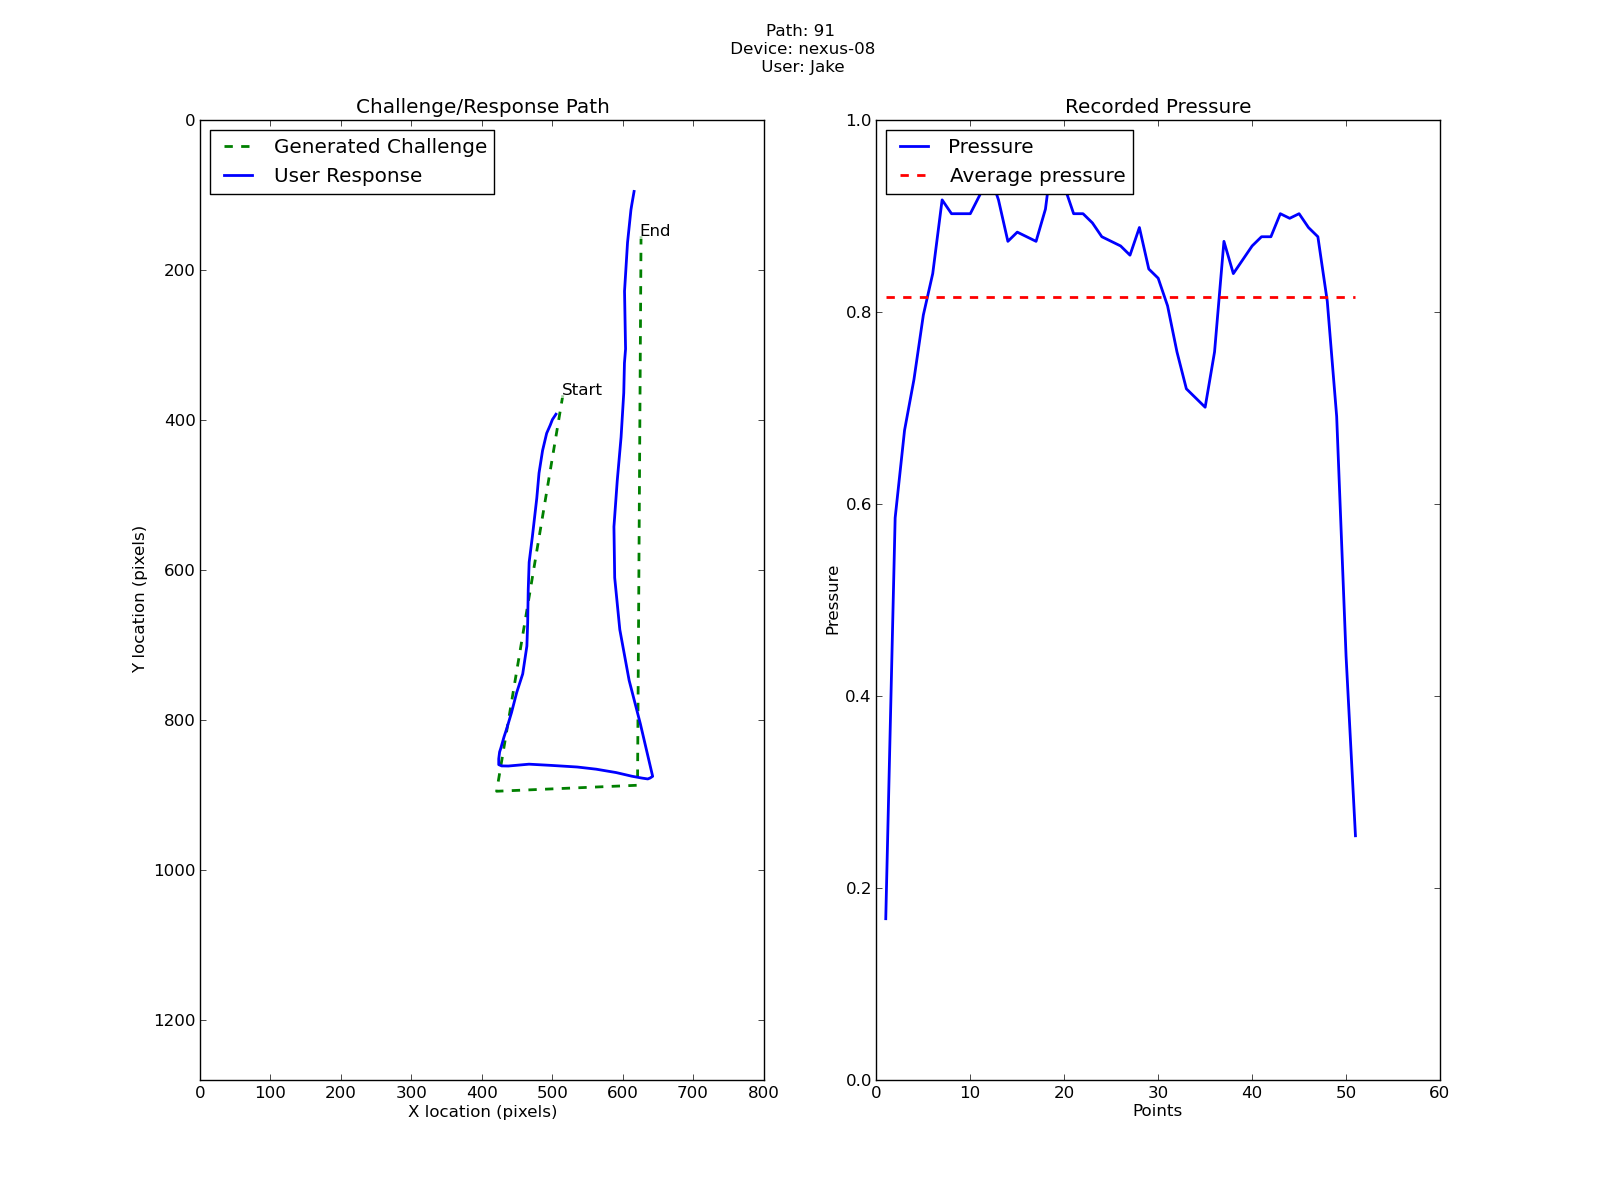 Path: 91
Device: nexus-08
User: Jake
Challenge/Response Path
Generated Challenge
User Response
0
200
400
600
800
1000
1200
Y location (pixels)
End
Start
0 100 200 300 400 500 600 700 800
X location (pixels)
Recorded Pressure
Pressure
Average pressure
1.0
0.8
0.6
0.4
0.2
0.0
Pressure
0 10 20 30 40 50 60
Points